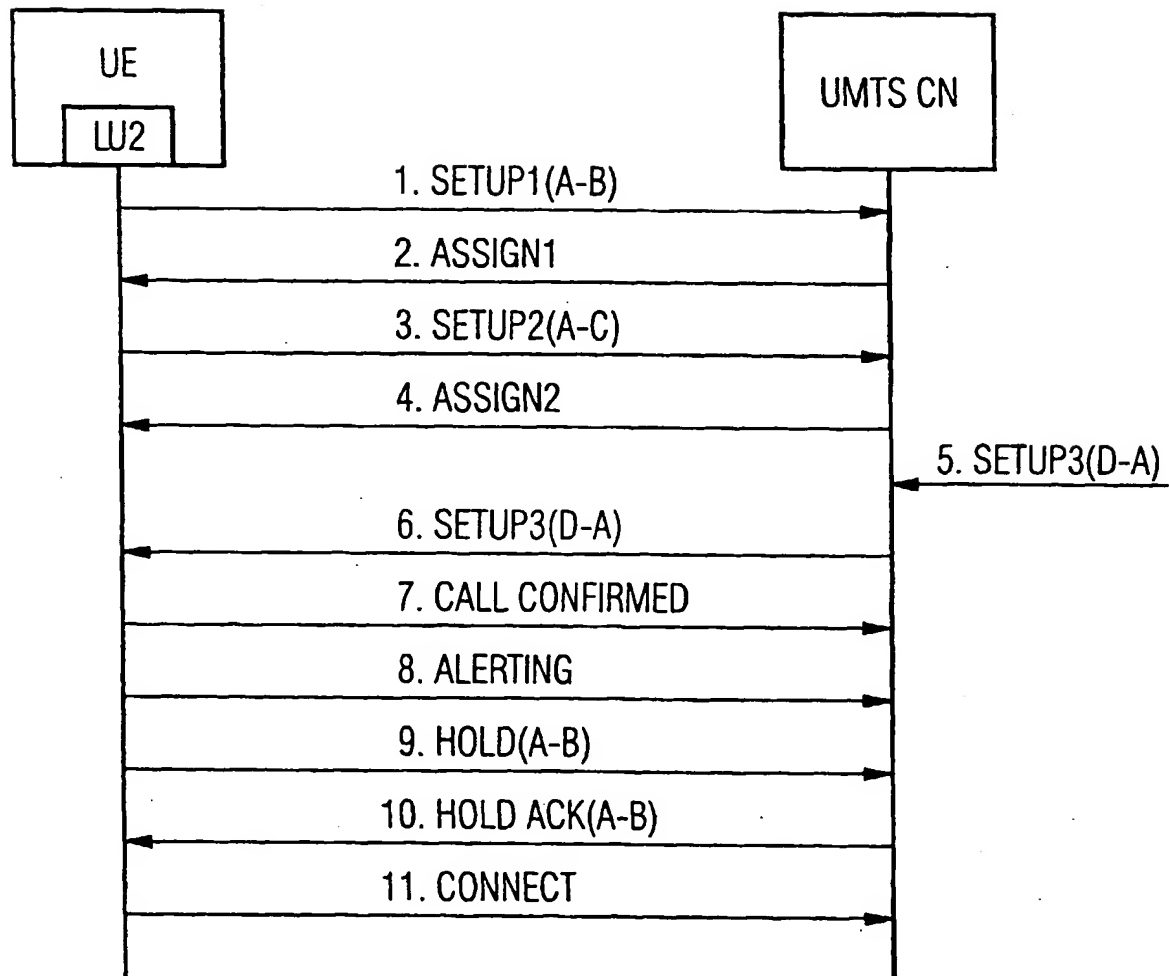 UE
LU2
UMTS CN
1. SETUP1(A-B)
2. ASSIGN1
3. SETUP2(A-C)
4. ASSIGN2
5. SETUP3(D-A)
6. SETUP3(D-A)
7. CALL CONFIRMED
8. ALERTING
9. HOLD(A-B)
10. HOLD ACK(A-B)
11. CONNECT